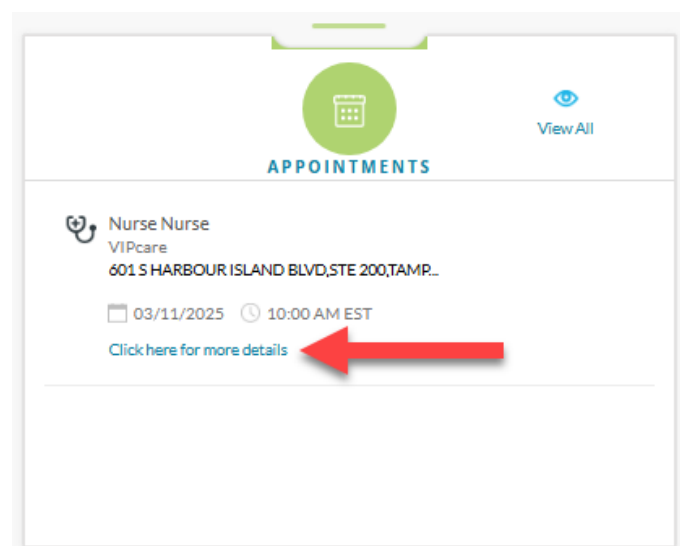 View All
APPOINTMENTS
Nurse Nurse
VIPcare
601 S HARBOUR ISLAND BLVD,STE 200,TAMP...
03/11/2025 10:00 AM EST
Click here for more details